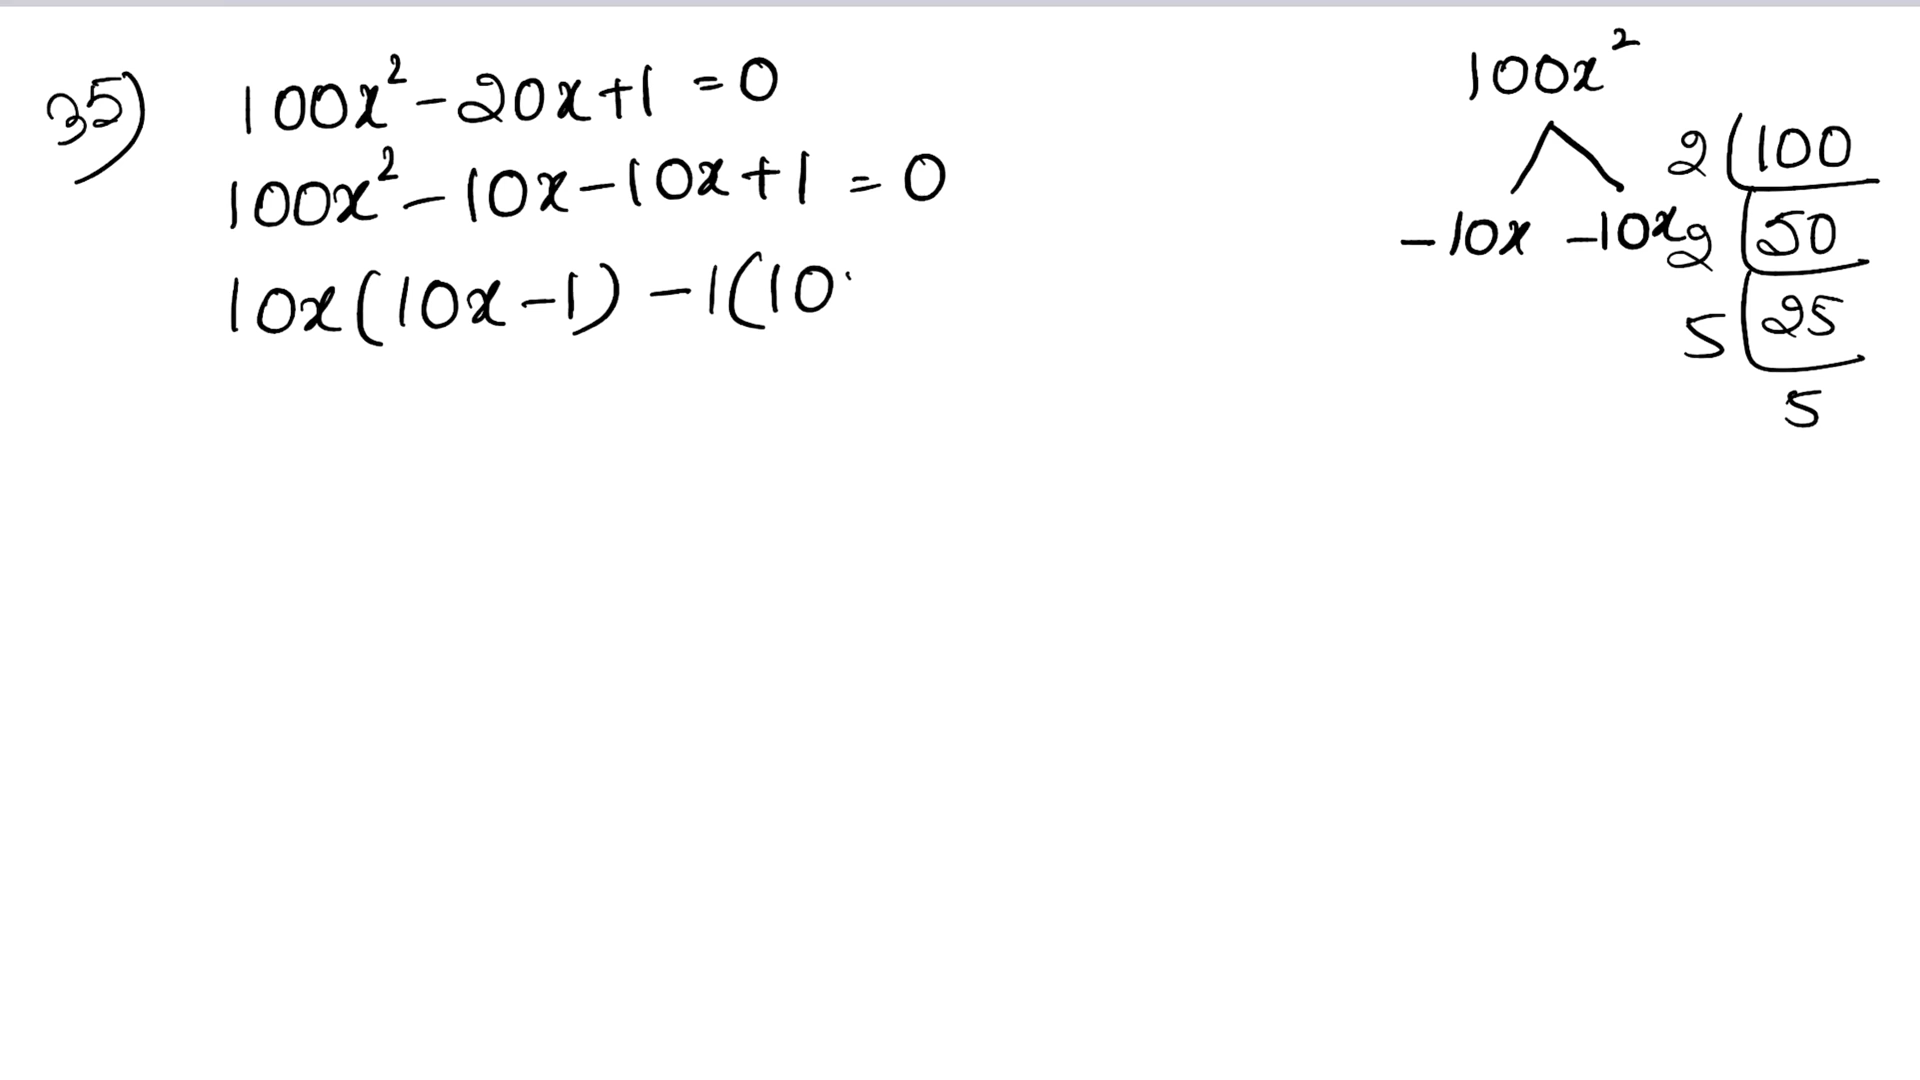 35) 100x² - 20x + 1 = 0
100x² - 10x - 10x + 1 = 0
10x(10x - 1) - 1(10
100x²
-10x -10x
2 | 100
2 | 50
5 | 25
5